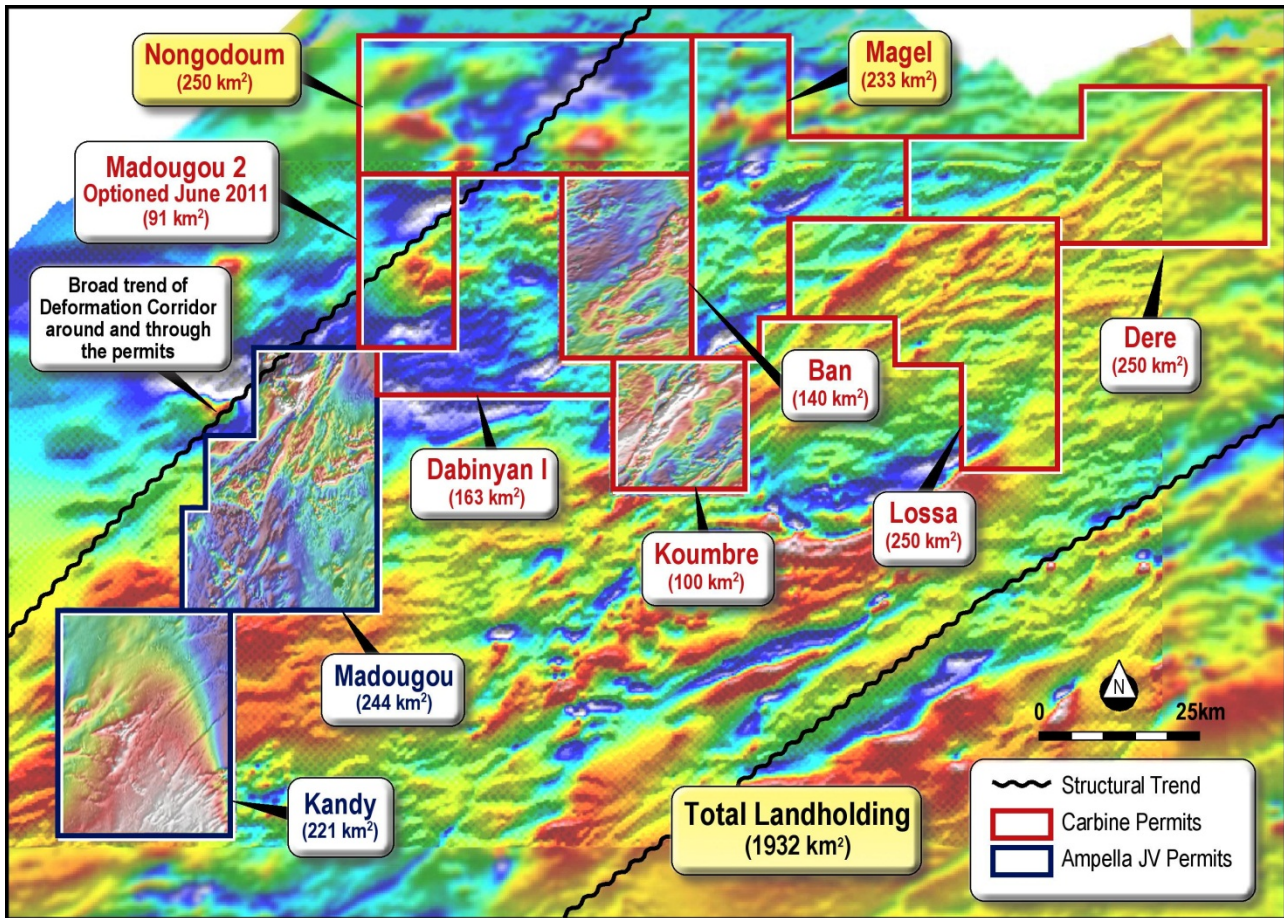 Nongodoum
(250 km²)
Magel
(233 km²)
Madougou 2
Optioned June 2011
(91 km²)
Broad trend of
Deformation Corridor
around and through
the permits
Dere
(250 km²)
Ban
(140 km²)
Dabinyan I
(163 km²)
Lossa
(250 km²)
Koumbre
(100 km²)
Madougou
(244 km²)
Kandy
(221 km²)
Total Landholding
(1932 km²)
N
0 25km
Structural Trend
Carbine Permits
Ampella JV Permits